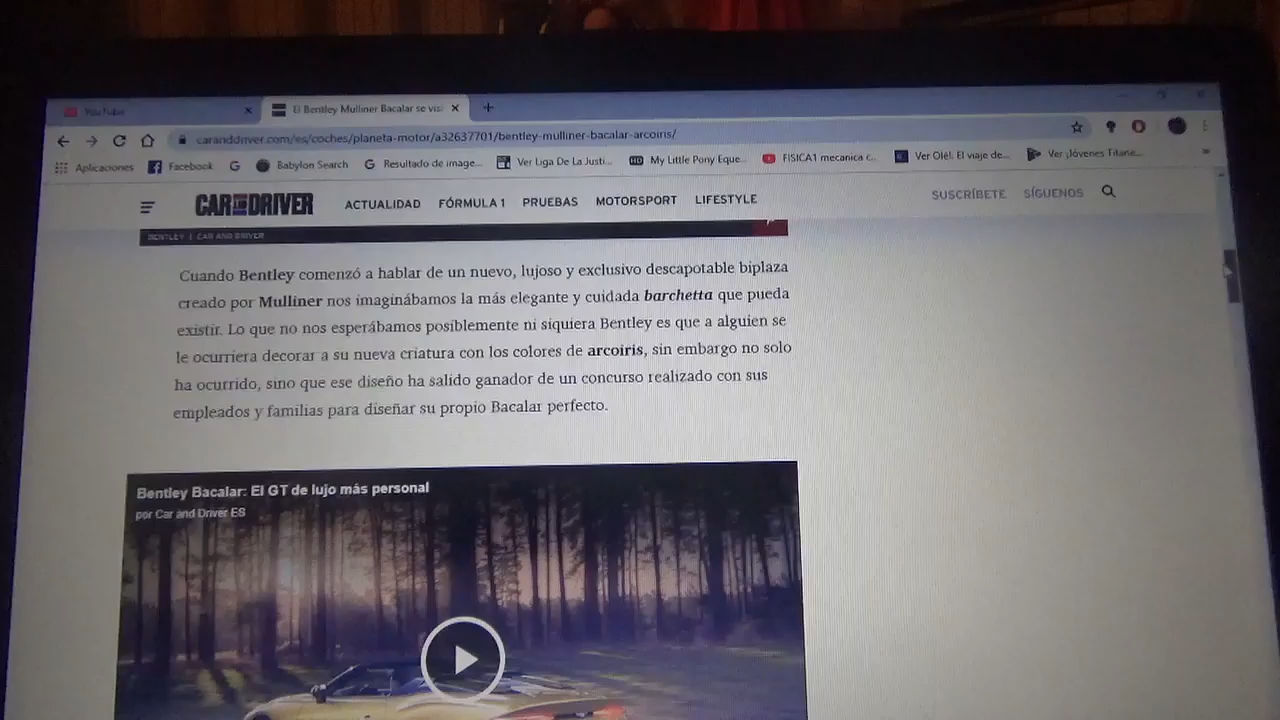 YouTube
El Bentley Mulliner Bacalar se visi
caranddriver.com/es/coches/planeta-motor/a32637701/bentley-mulliner-bacalar-arcoiris/
Aplicaciones Facebook G Babylon Search Resultado de image... Ver Liga De La Justi... My Little Pony Eque... FISICA1 mecanica c... Ver Olé!. El viaje de... Ver ¡Jóvenes Titane...
CAR AND DRIVER ACTUALIDAD FÓRMULA 1 PRUEBAS MOTORSPORT LIFESTYLE SUSCRÍBETE SÍGUENOS
BENTLEY | CAR AND DRIVER
Cuando Bentley comenzó a hablar de un nuevo, lujoso y exclusivo descapotable biplaza
creado por Mulliner nos imaginábamos la más elegante y cuidada barchetta que pueda
existir. Lo que no nos esperábamos posiblemente ni siquiera Bentley es que a alguien se
le ocurriera decorar a su nueva criatura con los colores de arcoiris, sin embargo no solo
ha ocurrido, sino que ese diseño ha salido ganador de un concurso realizado con sus
empleados y familias para diseñar su propio Bacalar perfecto.
Bentley Bacalar: El GT de lujo más personal
por Car and Driver ES